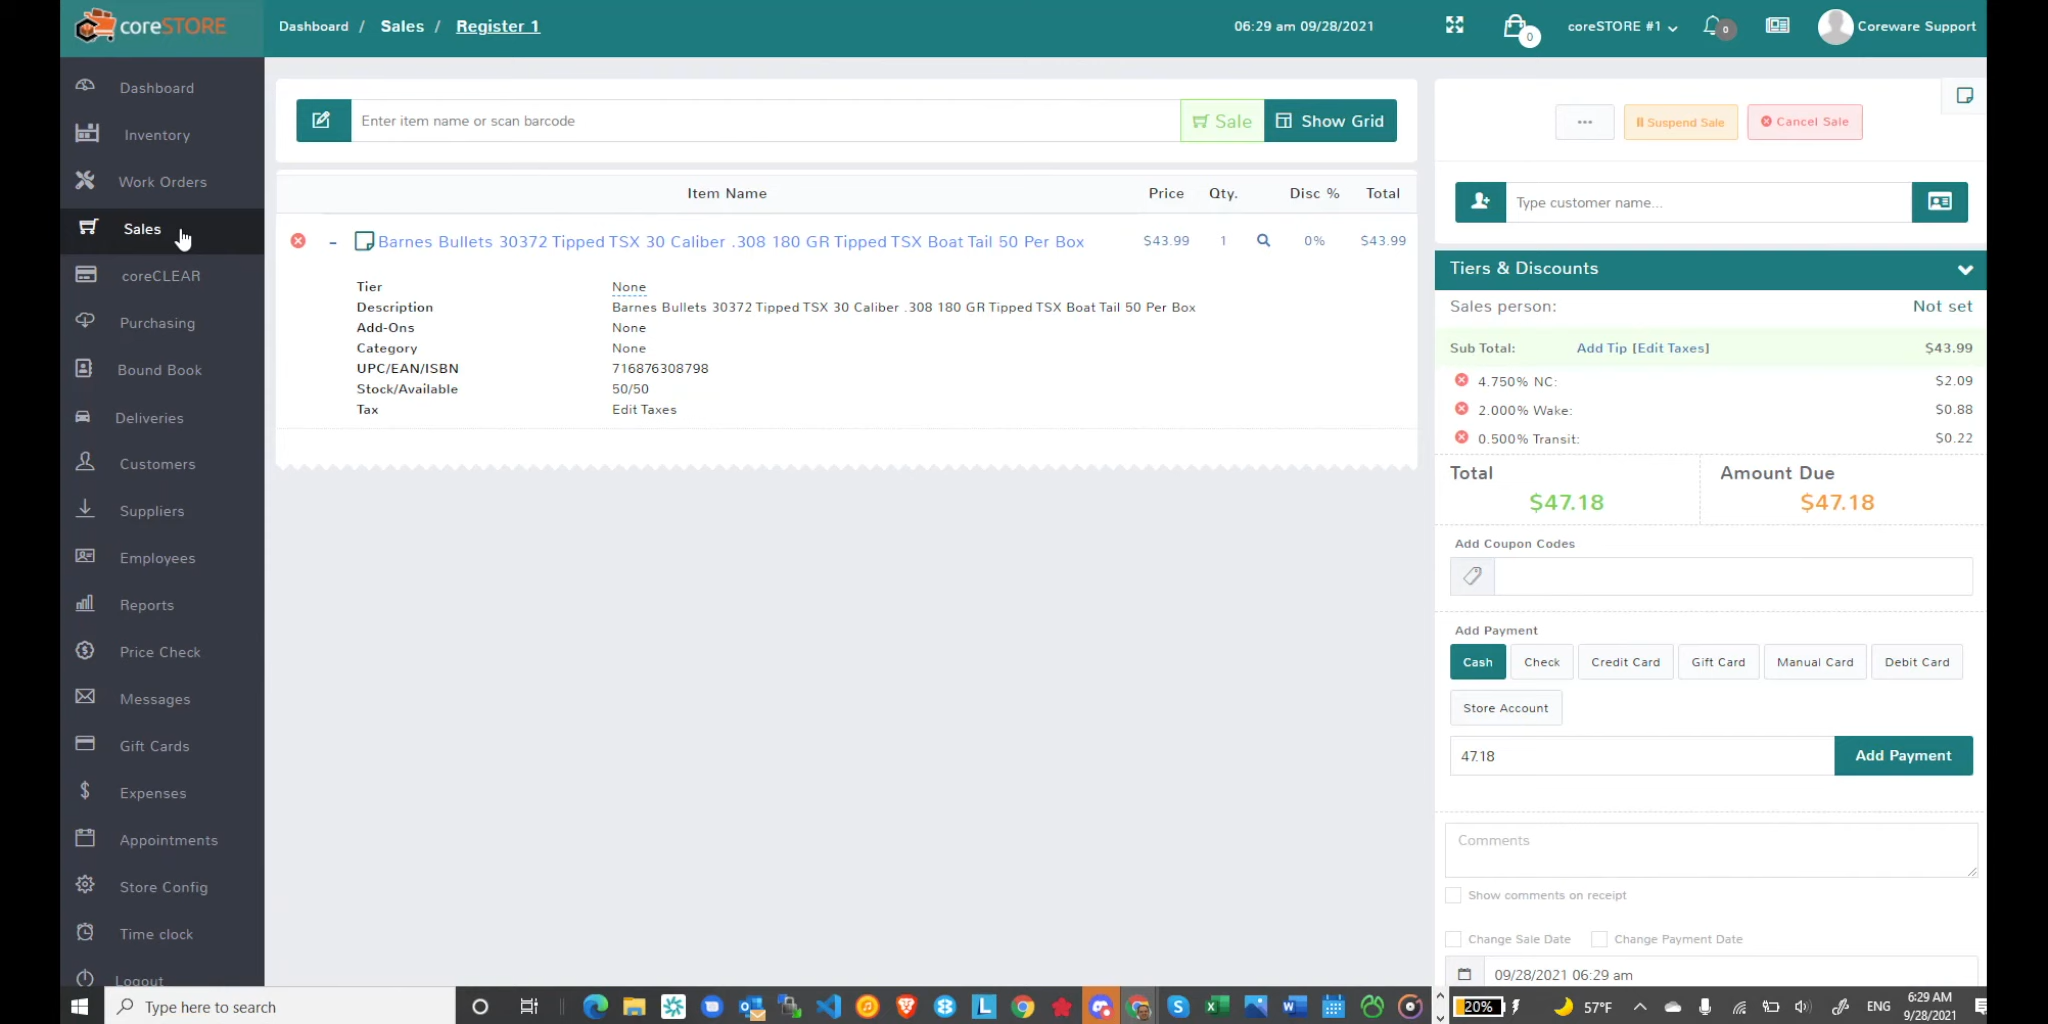 coreSTORE
Dashboard / Sales / Register 1
06:29 am 09/28/2021
0
coreSTORE #1
0
Coreware Support
Dashboard
Inventory
Work Orders
Sales
coreCLEAR
Purchasing
Bound Book
Deliveries
Customers
Suppliers
Employees
Reports
Price Check
Messages
Gift Cards
Expenses
Appointments
Store Config
Time clock
Logout
Enter item name or scan barcode
Sale
Show Grid
Item Name Price Qty. Disc % Total
Barnes Bullets 30372 Tipped TSX 30 Caliber .308 180 GR Tipped TSX Boat Tail 50 Per Box $43.99 1 0% $43.99
Tier None
Description Barnes Bullets 30372 Tipped TSX 30 Caliber .308 180 GR Tipped TSX Boat Tail 50 Per Box
Add-Ons None
Category None
UPC/EAN/ISBN 716876308798
Stock/Available 50/50
Tax Edit Taxes
... Suspend Sale Cancel Sale
Type customer name...
Tiers & Discounts
Sales person: Not set
Sub Total: Add Tip [Edit Taxes] $43.99
4.750% NC: $2.09
2.000% Wake: $0.88
0.500% Transit: $0.22
Total Amount Due
$47.18 $47.18
Add Coupon Codes
Add Payment
Cash Check Credit Card Gift Card Manual Card Debit Card
Store Account
47.18 Add Payment
Comments
Show comments on receipt
Change Sale Date Change Payment Date
09/28/2021 06:29 am
Type here to search
20%
57°F
ENG
6:29 AM
9/28/2021